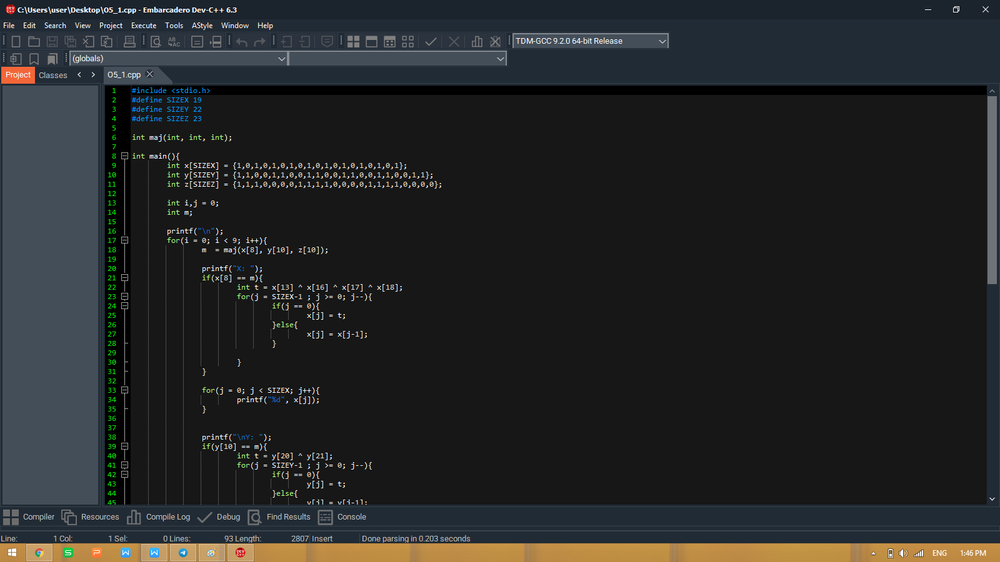 C:\Users\user\Desktop\O5_1.cpp - Embarcadero Dev-C++ 6.3
File Edit Search View Project Execute Tools AStyle Window Help
TDM-GCC 9.2.0 64-bit Release
(globals)
Project Classes O5_1.cpp
1 #include <stdio.h>
2 #define SIZEX 19
3 #define SIZEY 22
4 #define SIZEZ 23
5
6 int maj(int, int, int);
7
8 int main(){
9 int x[SIZEX] = {1,0,1,0,1,0,1,0,1,0,1,0,1,0,1,0,1,0,1};
10 int y[SIZEY] = {1,1,0,0,1,1,0,0,1,1,0,0,1,1,0,0,1,1,0,0,1,1};
11 int z[SIZEZ] = {1,1,1,0,0,0,0,1,1,1,1,0,0,0,0,1,1,1,1,0,0,0,0};
12
13 int i,j = 0;
14 int m;
15
16 printf("\n");
17 for(i = 0; i < 9; i++){
18 m  = maj(x[8], y[10], z[10]);
19
20 printf("X: ");
21 if(x[8] == m){
22 int t = x[13] ^ x[16] ^ x[17] ^ x[18];
23 for(j = SIZEX-1 ; j >= 0; j--){
24 if(j == 0){
25 x[j] = t;
26 }else{
27 x[j] = x[j-1];
28 }
29
30 }
31 }
32
33 for(j = 0; j < SIZEX; j++){
34 printf("%d", x[j]);
35 }
36
37
38 printf("\nY: ");
39 if(y[10] == m){
40 int t = y[20] ^ y[21];
41 for(j = SIZEY-1 ; j >= 0; j--){
42 if(j == 0){
43 y[j] = t;
44 }else{
45 y[j] = y[j-1];
Compiler Resources Compile Log Debug Find Results Console
Line: 1 Col: 1 Sel: 0 Lines: 93 Length: 2807 Insert Done parsing in 0.203 seconds
ENG 1:46 PM